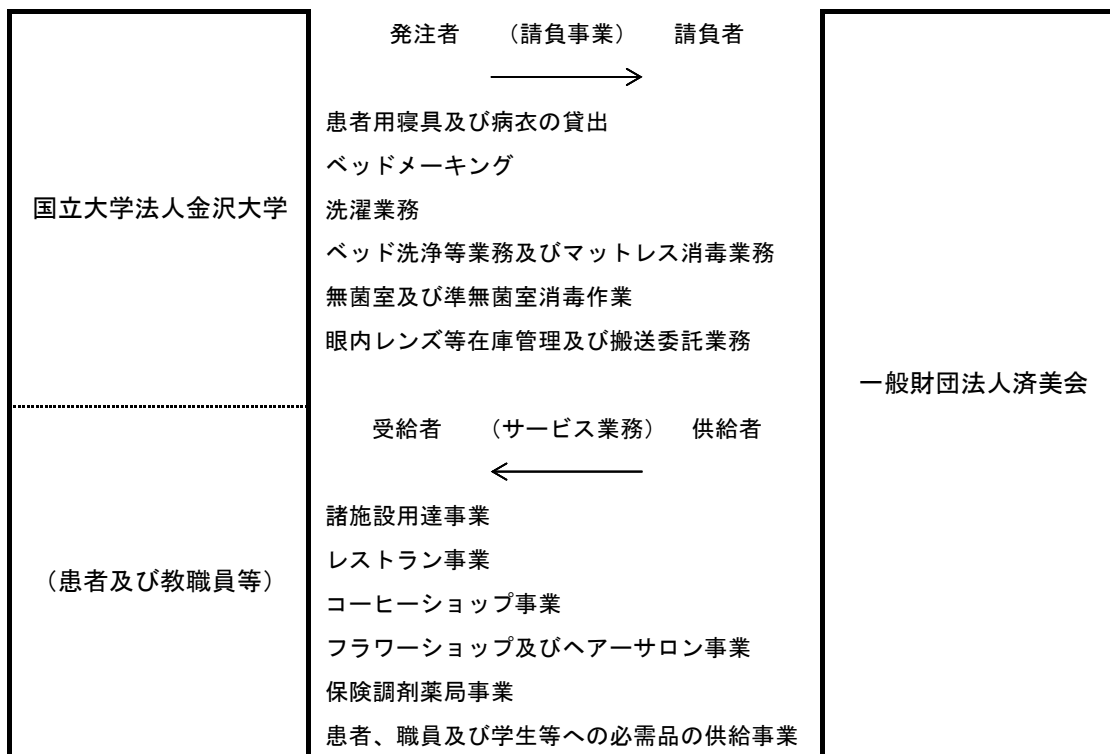 発注者 （請負事業） 請負者
患者用寝具及び病衣の貸出
ベッドメーキング
洗濯業務
国立大学法人金沢大学
ベッド洗浄等業務及びマットレス消毒業務
無菌室及び準無菌室消毒作業
眼内レンズ等在庫管理及び搬送委託業務
一般財団法人済美会
受給者 （サービス業務） 供給者
諸施設用達事業
レストラン事業
（患者及び教職員等）
コーヒーショップ事業
フラワーショップ及びヘアーサロン事業
保険調剤薬局事業
患者、職員及び学生等への必需品の供給事業